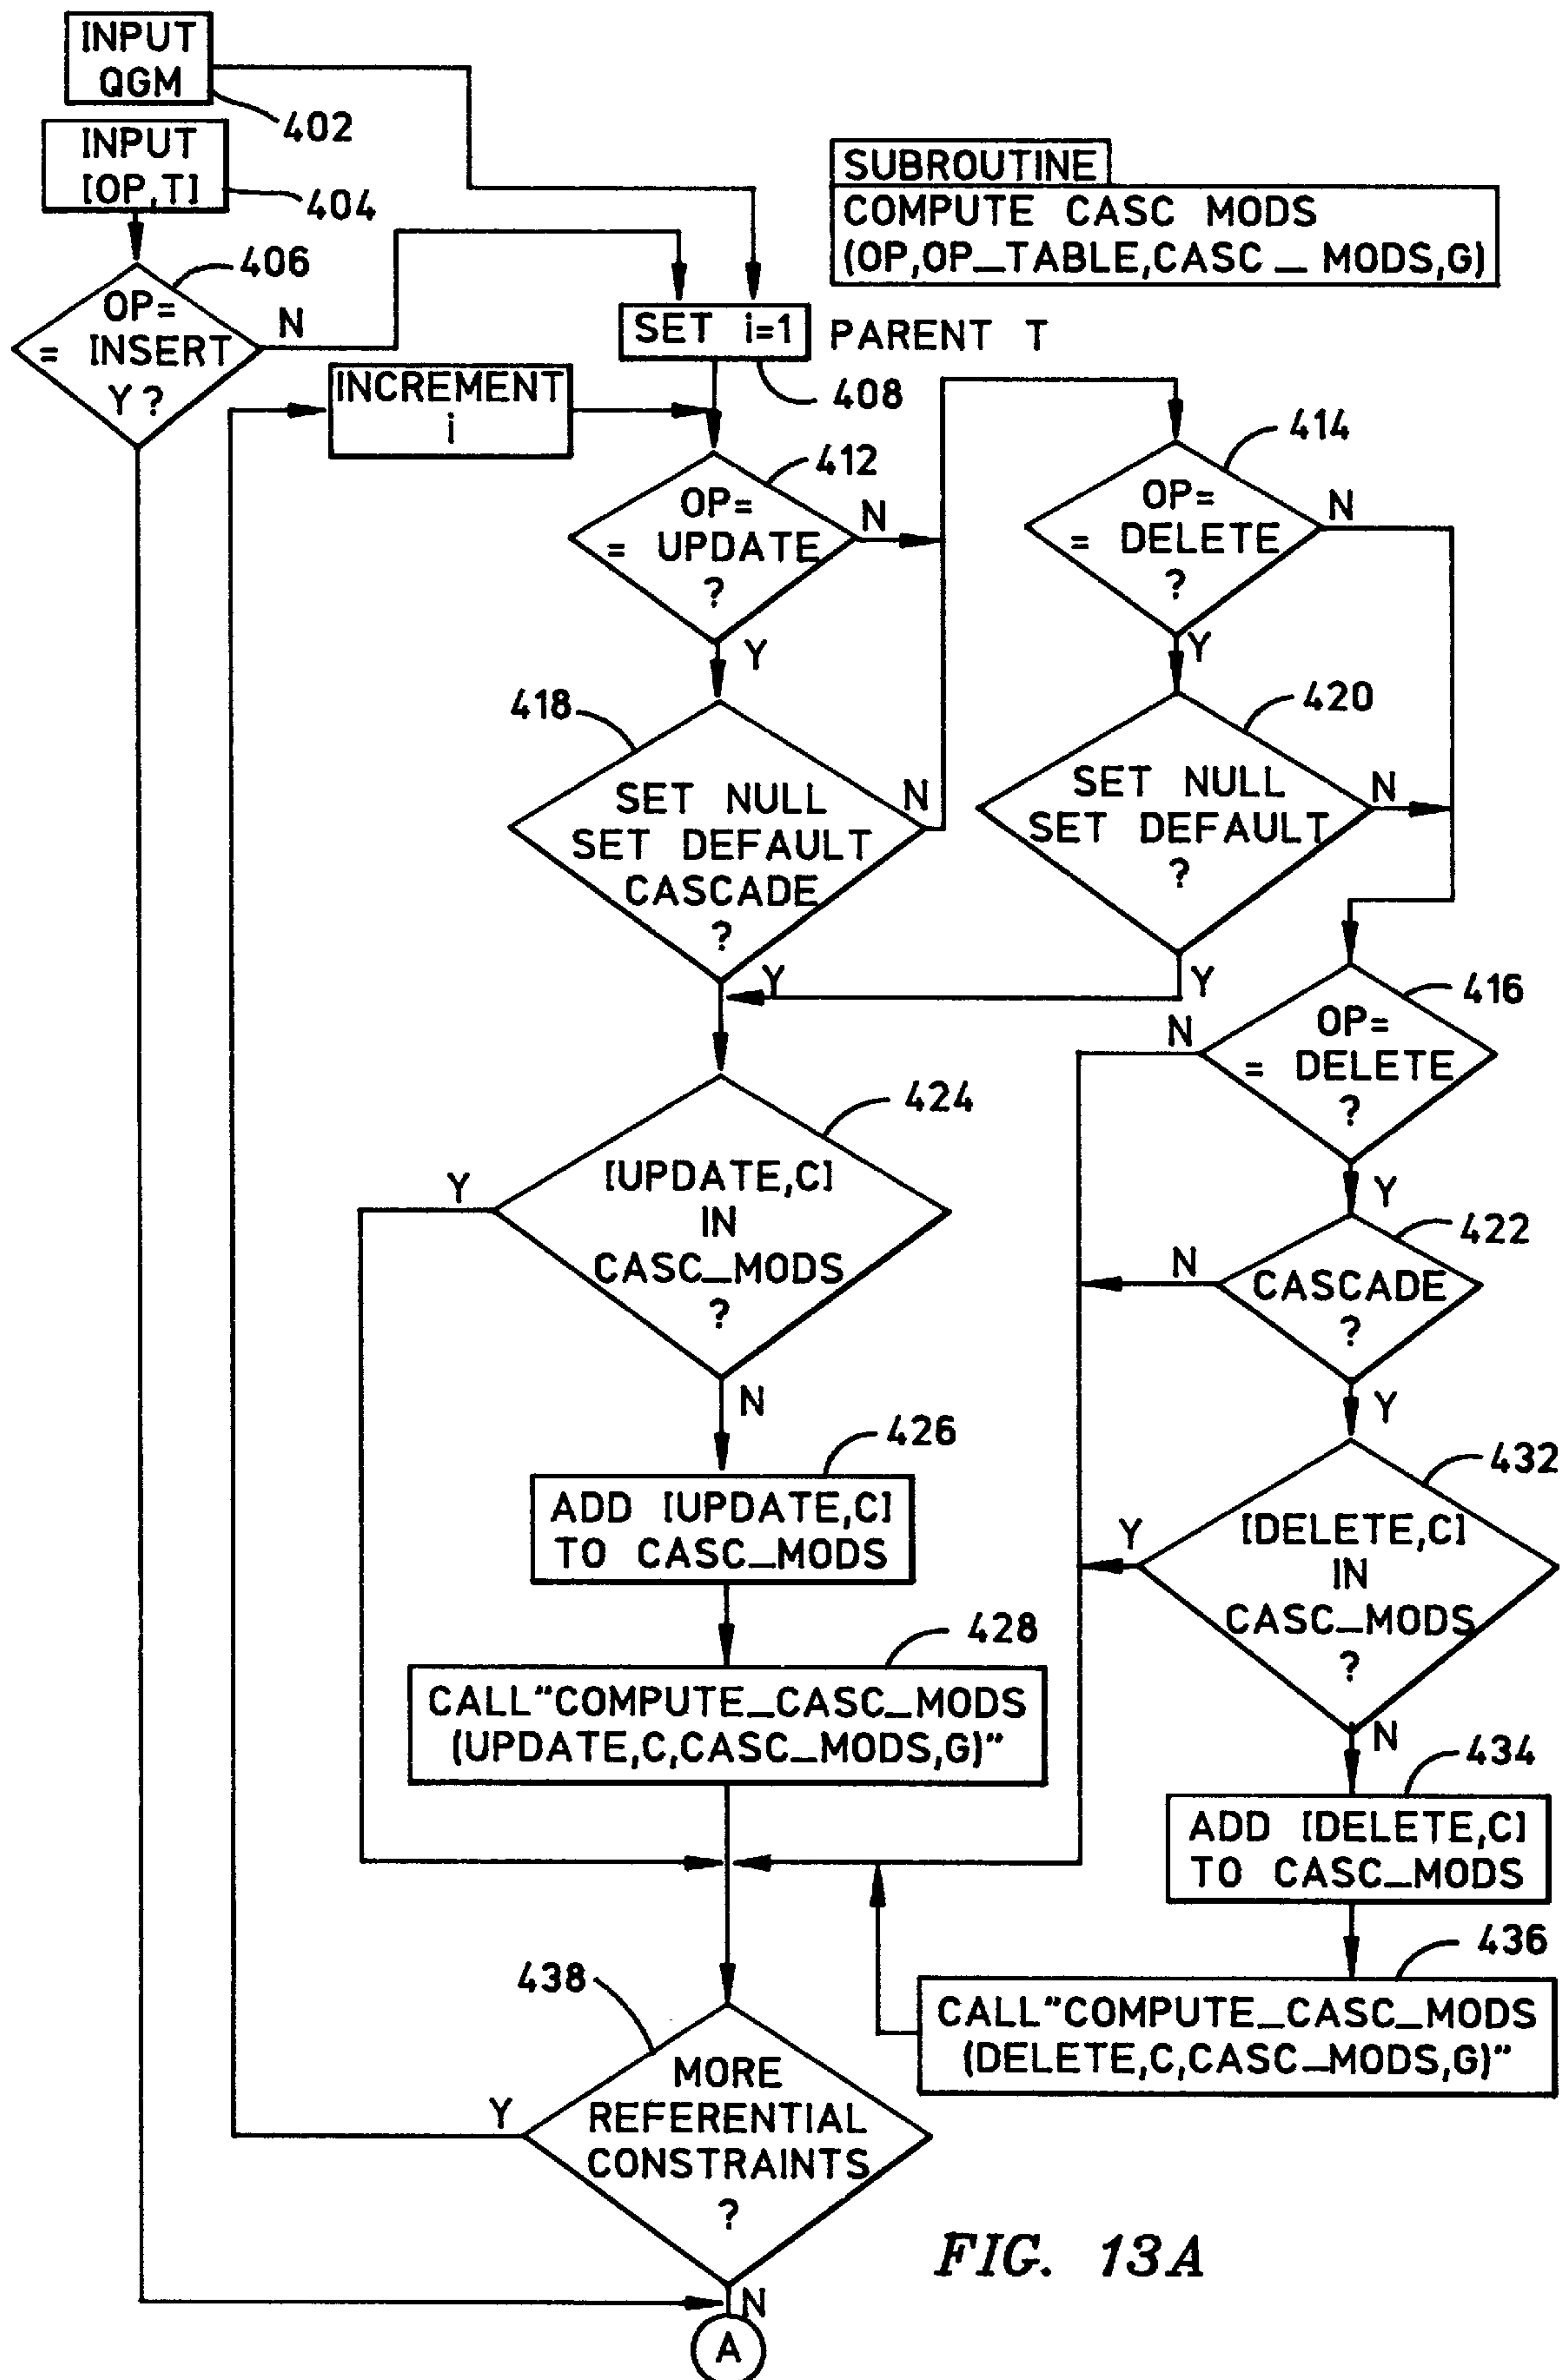 INPUT
QGM
402
INPUT
[OP,T]
404
SUBROUTINE
COMPUTE CASC MODS
(OP,OP_TABLE,CASC_MODS,G)
406
OP=
= INSERT
Y ?
N
SET i=1
PARENT T
408
INCREMENT
i
412
OP=
= UPDATE
?
N
Y
414
OP=
= DELETE
?
N
Y
418
SET NULL
SET DEFAULT
CASCADE
?
N
Y
420
SET NULL
SET DEFAULT
?
N
Y
416
OP=
= DELETE
?
N
Y
424
[UPDATE,C]
IN
CASC_MODS
?
Y
N
422
CASCADE
?
N
Y
426
ADD [UPDATE,C]
TO CASC_MODS
432
[DELETE,C]
IN
CASC_MODS
?
Y
N
428
CALL"COMPUTE_CASC_MODS
(UPDATE,C,CASC_MODS,G)"
434
ADD [DELETE,C]
TO CASC_MODS
436
CALL"COMPUTE_CASC_MODS
(DELETE,C,CASC_MODS,G)"
438
MORE
REFERENTIAL
CONSTRAINTS
?
Y
N
A
FIG. 13A